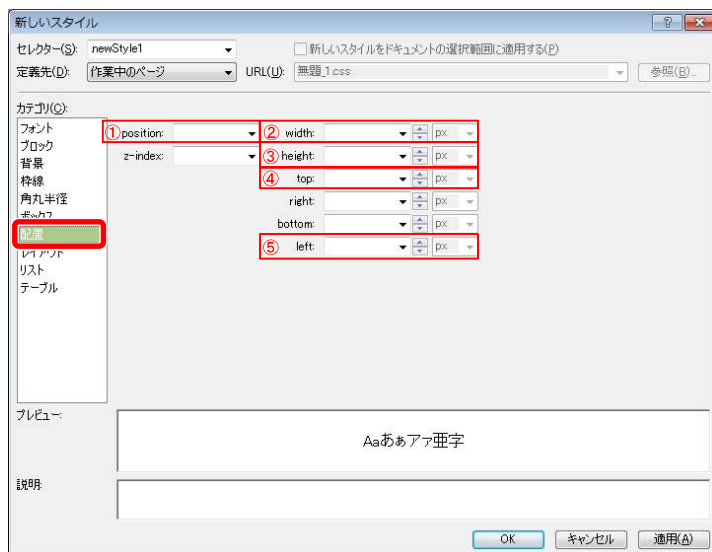 新しいスタイル
セレクター(S): newStyle1 新しいスタイルをドキュメントの選択範囲に適用する(P)
定義先(D): 作業中のページ URL(U): 無題_1.css 参照(B)...
カテゴリ(C):
フォント
ブロック
背景
枠線
角丸半径
ボックス
配置
レイアウト
リスト
テーブル
① position: ② width: px
z-index: ③ height: px
④ top: px
right: px
bottom: px
⑤ left: px
プレビュー:
Aaあぁアァ亜宇
説明:
OK キャンセル 適用(A)